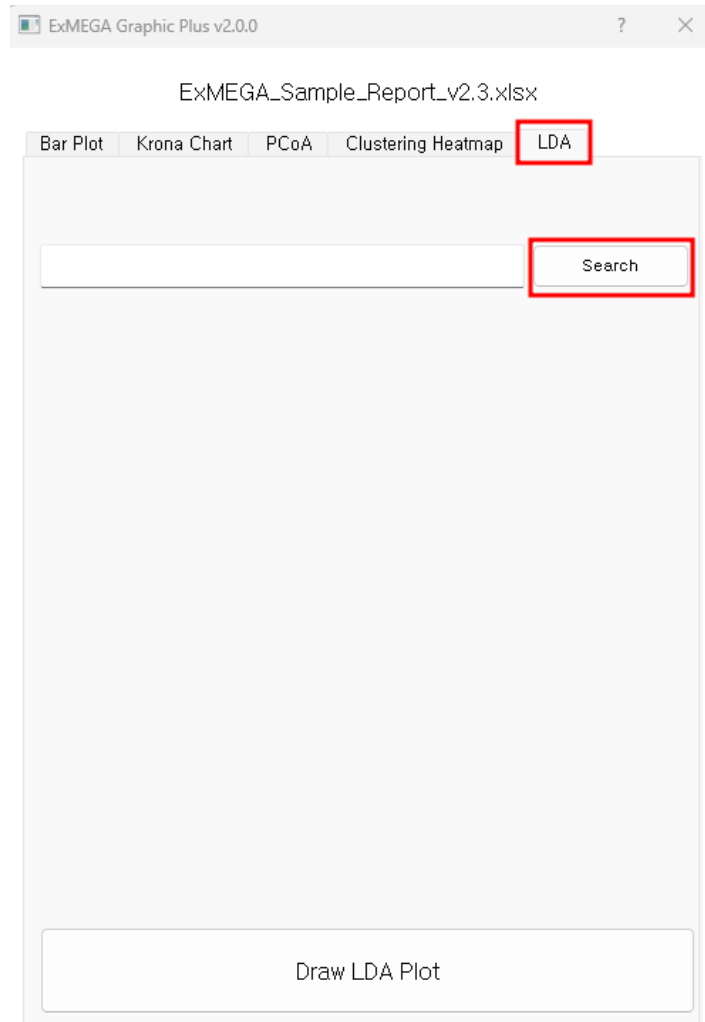 ExMEGA Graphic Plus v2.0.0 ?
ExMEGA_Sample_Report_v2.3.xlsx
Bar Plot Krona Chart PCoA Clustering Heatmap LDA
Search
Draw LDA Plot